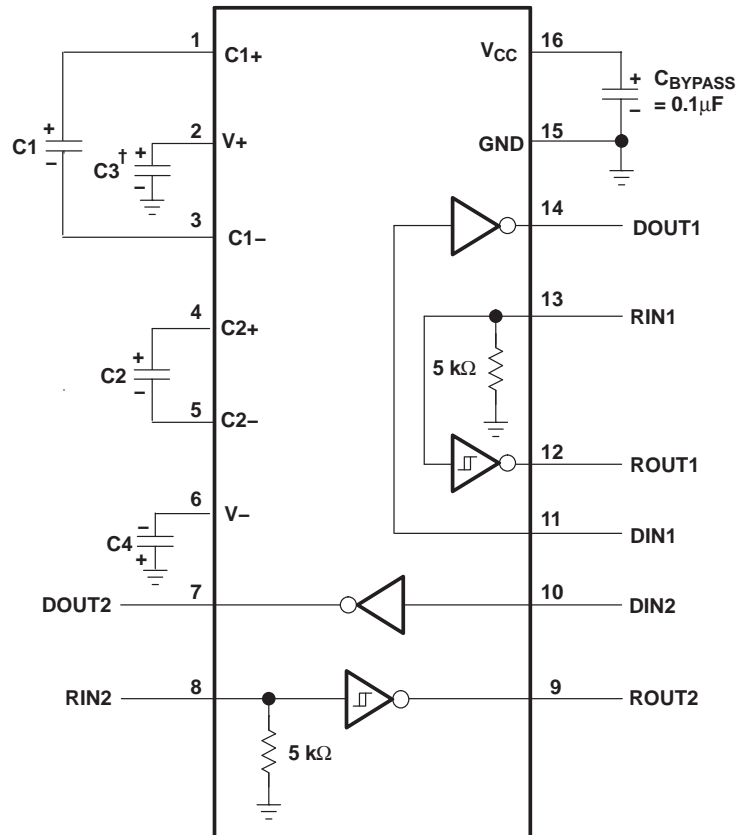 1
C1+
VCC
16
+
CBYPASS
= 0.1μF
−
+
C1
−
2
V+
+
C3†
−
GND
15
3
C1−
14
DOUT1
4
C2+
13
RIN1
5 kΩ
+
C2
−
5
C2−
12
ROUT1
6
V−
−
C4
+
11
DIN1
DOUT2
7
10
DIN2
RIN2
8
9
ROUT2
5 kΩ